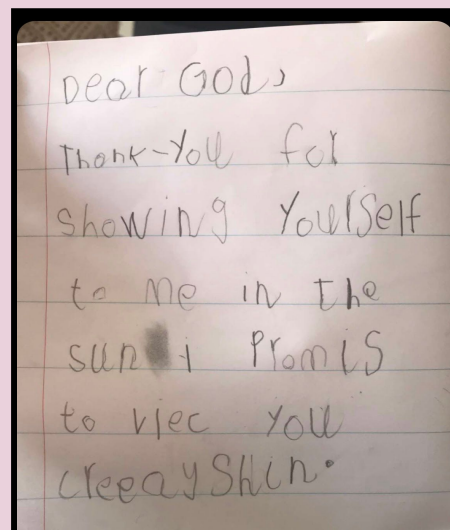 Dear God,
Thank-You for
showing YourSelf
to me in the
sun i PromiS
to viec you
creeayShin.